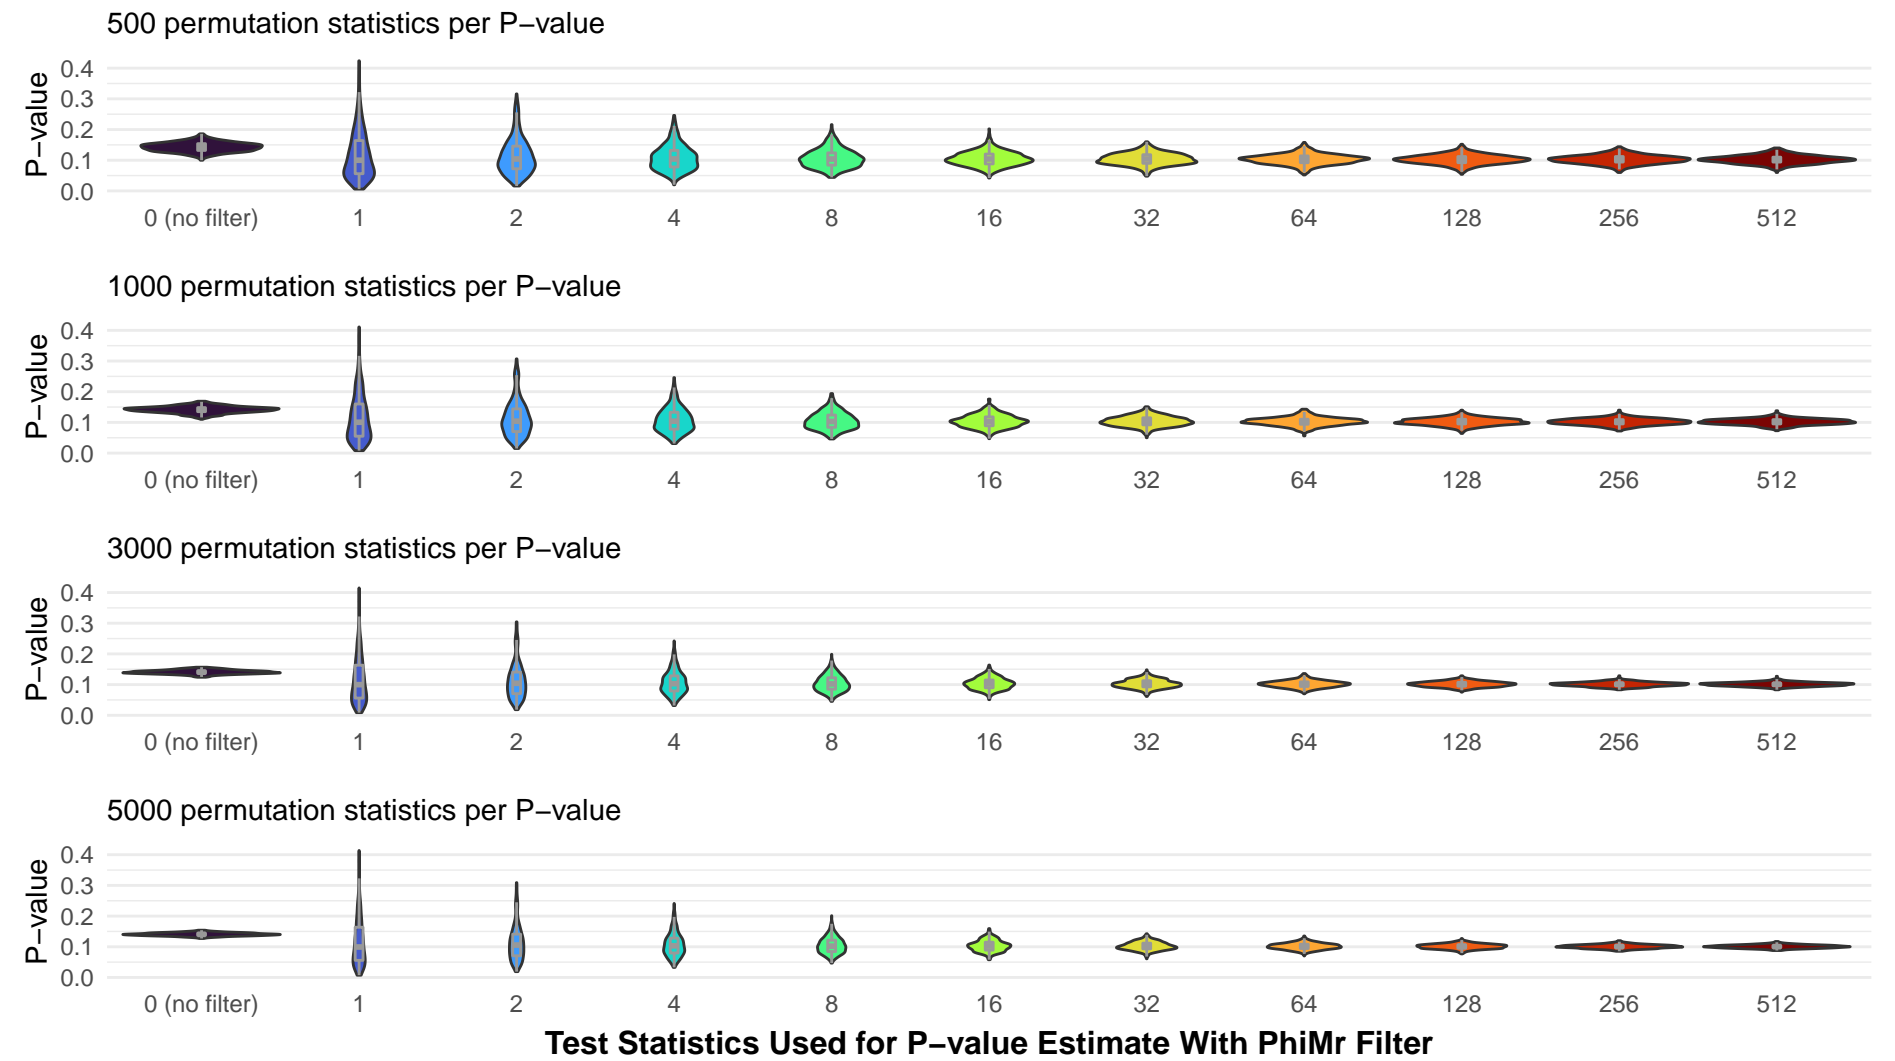 500 permutation statistics per P−value
P−value
0.4
0.3
0.2
0.1
0.0
0 (no filter) 1 2 4 8 16 32 64 128 256 512
1000 permutation statistics per P−value
P−value
0.4
0.3
0.2
0.1
0.0
0 (no filter) 1 2 4 8 16 32 64 128 256 512
3000 permutation statistics per P−value
P−value
0.4
0.3
0.2
0.1
0.0
0 (no filter) 1 2 4 8 16 32 64 128 256 512
5000 permutation statistics per P−value
P−value
0.4
0.3
0.2
0.1
0.0
0 (no filter) 1 2 4 8 16 32 64 128 256 512
Test Statistics Used for P−value Estimate With PhiMr Filter